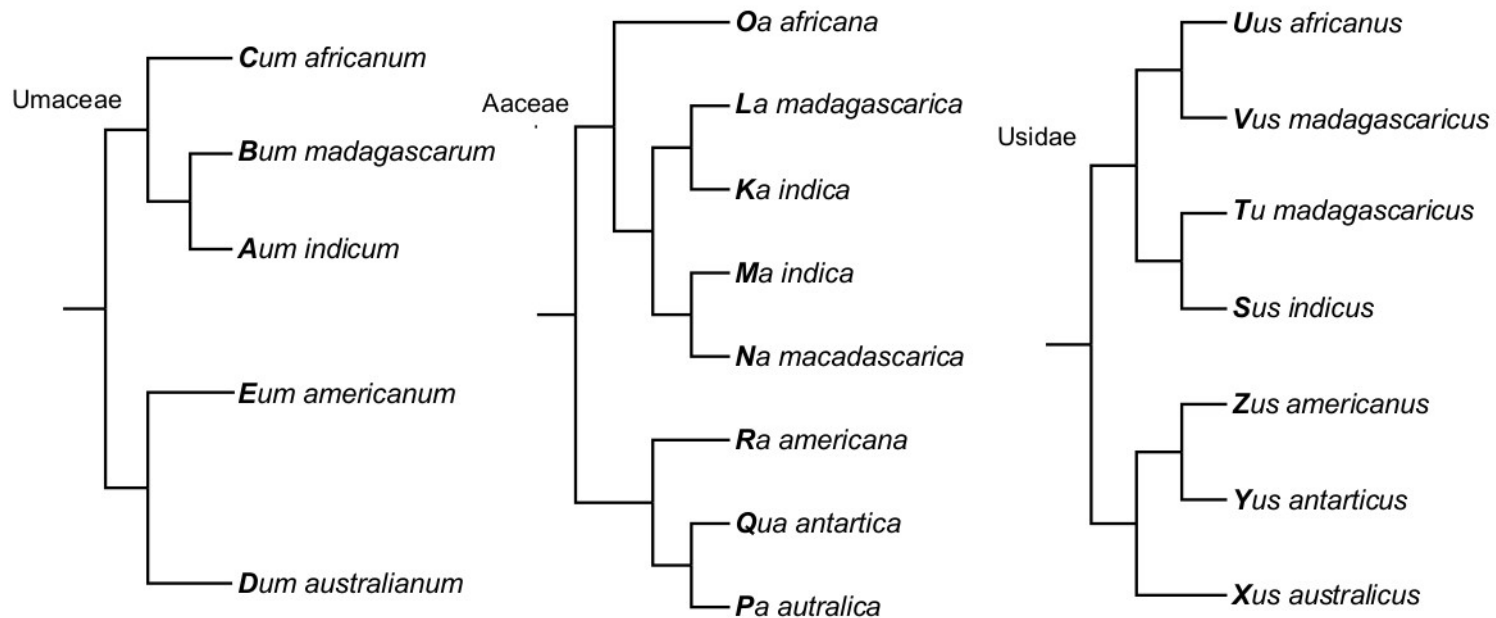 Umaceae
Cum africanum
Bum madagascarum
Aum indicum
Eum americanum
Dum australianum
Aaceae
Oa africana
La madagascarica
Ka indica
Ma indica
Na macadascarica
Ra americana
Qua antartica
Pa autralica
Usidae
Uus africanus
Vus madagascaricus
Tu madagascaricus
Sus indicus
Zus americanus
Yus antarticus
Xus australicus